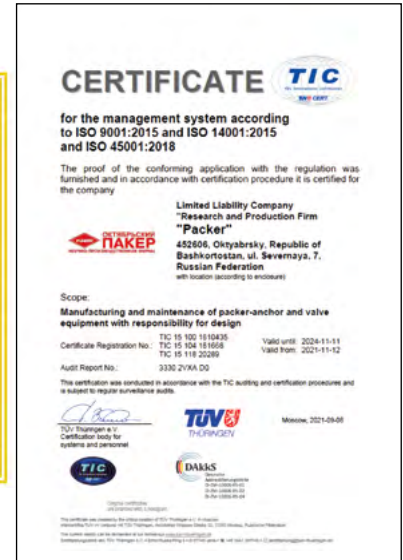 CERTIFICATE
TIC
TÜV CERT
for the management system according
to ISO 9001:2015 and ISO 14001:2015
and ISO 45001:2018
The proof of the conforming application with the regulation was
furnished and in accordance with certification procedure it is certified for
the company
Limited Liability Company
"Research and Production Firm
"Packer"
ОКТЯБРЬСКИЙ
ПАКЕР
452606, Oktyabrsky, Republic of
Bashkortostan, ul. Severnaya, 7,
Russian Federation
with location (according to enclosure)
Scope:
Manufacturing and maintenance of packer-anchor and valve
equipment with responsibility for design
Certificate Registration No.:
TIC 15 100 1510435
TIC 15 104 161668
TIC 15 118 20289
Valid until: 2024-11-11
Valid from: 2021-11-12
Audit Report No.: 3330 2VXA D0
This certification was conducted in accordance with the TIC auditing and certification procedures and
is subject to regular surveillance audits.
TÜV Thüringen e.V.
Certification body for
systems and personnel
TÜV
THÜRINGEN
Moscow, 2021-09-08
TIC
DAkkS
Deutsche
Akkreditierungsstelle